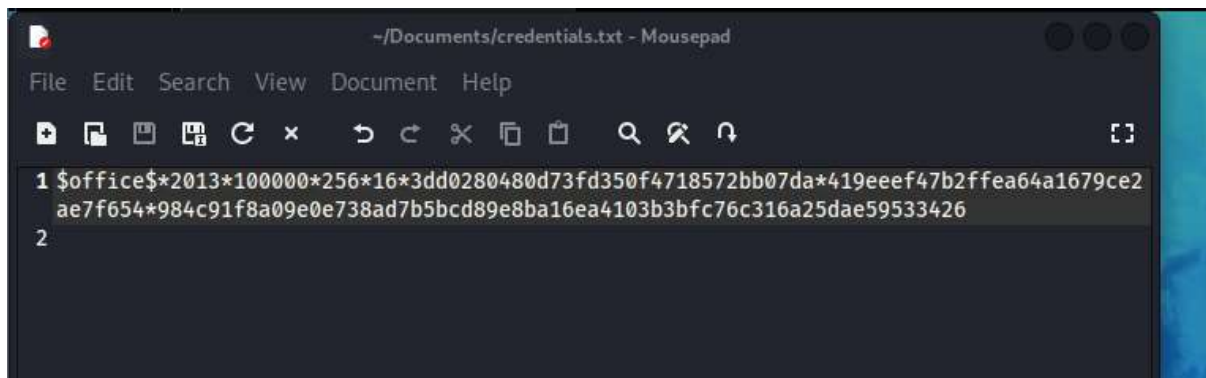 ~/Documents/credentials.txt - Mousepad
File Edit Search View Document Help
1 $office$*2013*100000*256*16*3dd0280480d73fd350f4718572bb07da*419eeef47b2ffea64a1679ce2
ae7f654*984c91f8a09e0e738ad7b5bcd89e8ba16ea4103b3bfc76c316a25dae59533426
2